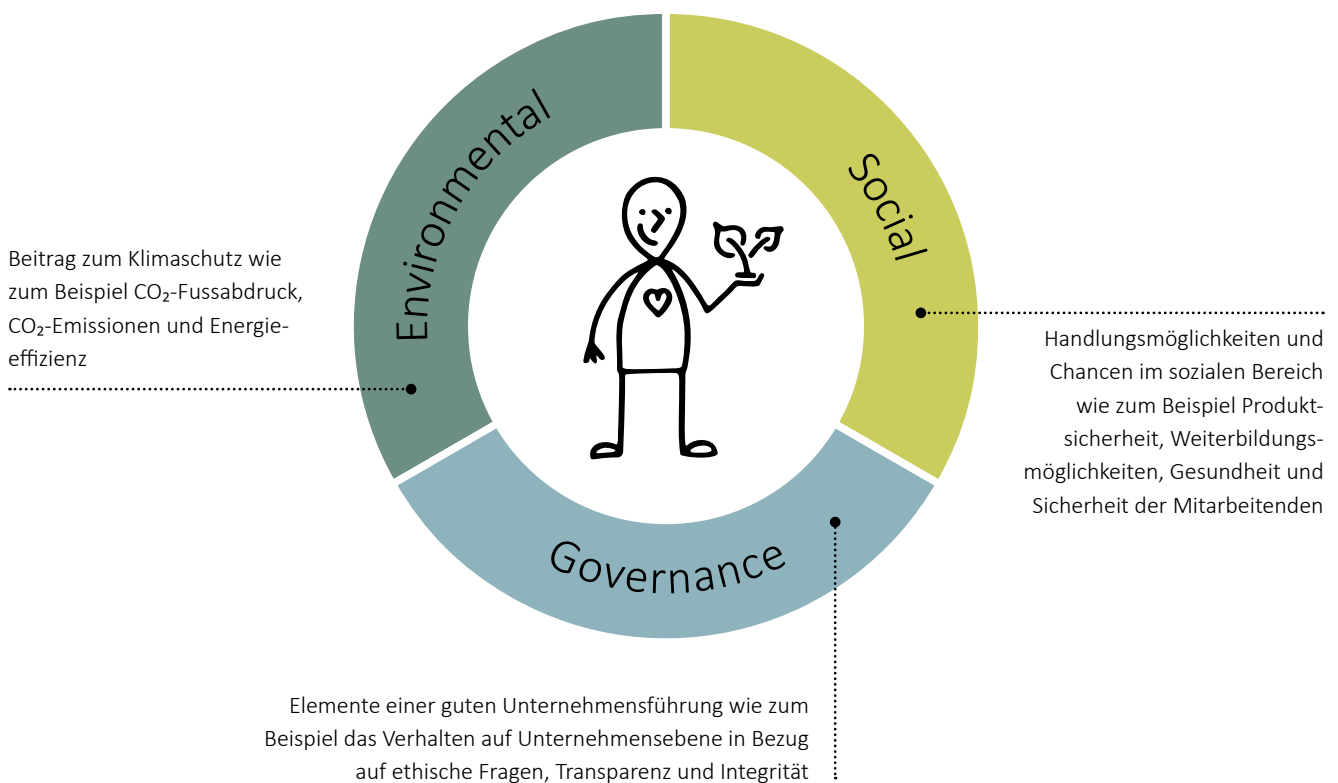 Environmental
Social
Beitrag zum Klimaschutz wie
zum Beispiel CO₂-Fussabdruck,
CO₂-Emissionen und Energie-
effizienz
Handlungsmöglichkeiten und
Chancen im sozialen Bereich
wie zum Beispiel Produkt-
sicherheit, Weiterbildungs-
möglichkeiten, Gesundheit und
Sicherheit der Mitarbeitenden
Governance
Elemente einer guten Unternehmensführung wie zum
Beispiel das Verhalten auf Unternehmensebene in Bezug
auf ethische Fragen, Transparenz und Integrität